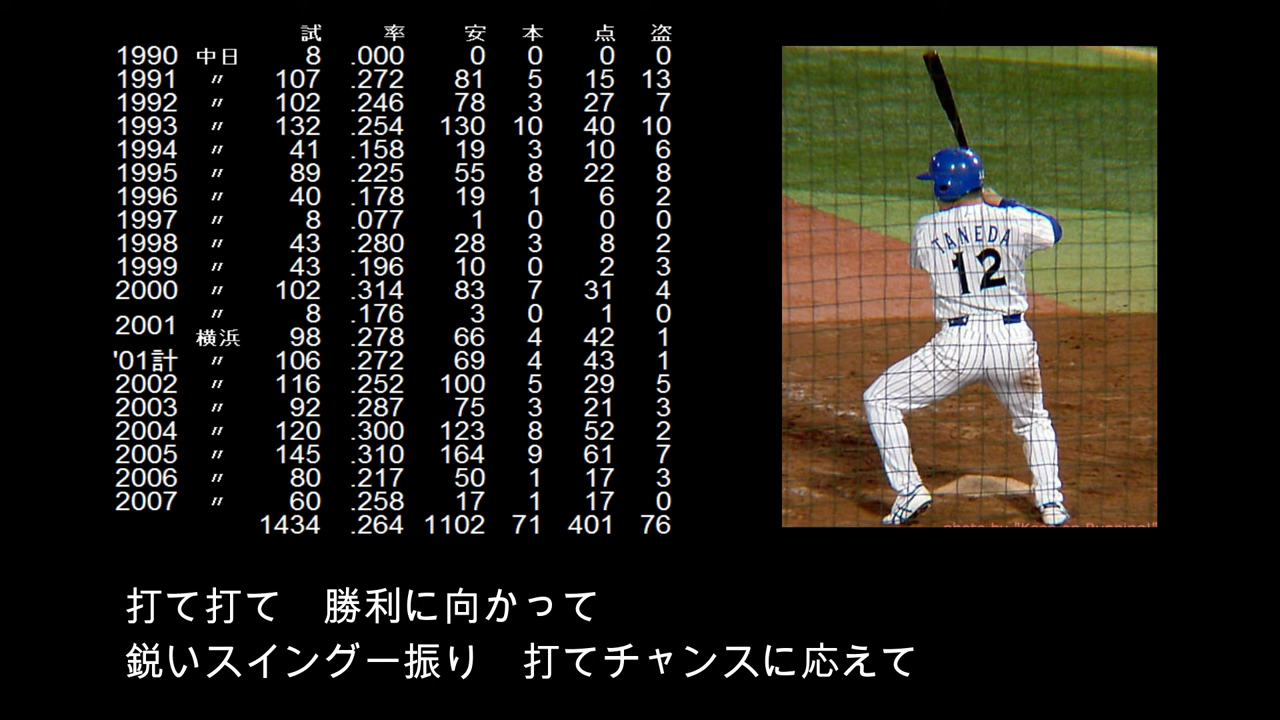 試 率 安 本 点 盗
1990 中日 8 .000 0 0 0 0
1991 〃 107 .272 81 5 15 13
1992 〃 102 .246 78 3 27 7
1993 〃 132 .254 130 10 40 10
1994 〃 41 .158 19 3 10 6
1995 〃 89 .225 55 8 22 8
1996 〃 40 .178 19 1 6 2
1997 〃 8 .077 1 0 0 0
1998 〃 43 .280 28 3 8 2
1999 〃 43 .196 10 0 2 3
2000 〃 102 .314 83 7 31 4
2001 〃 8 .176 3 0 1 0
横浜 98 .278 66 4 42 1
'01計 〃 106 .272 69 4 43 1
2002 〃 116 .252 100 5 29 5
2003 〃 92 .287 75 3 21 3
2004 〃 120 .300 123 8 52 2
2005 〃 145 .310 164 9 61 7
2006 〃 80 .217 50 1 17 3
2007 〃 60 .258 17 1 17 0
1434 .264 1102 71 401 76
TANEDA
12
打て打て　勝利に向かって
鋭いスイング一振り　打てチャンスに応えて